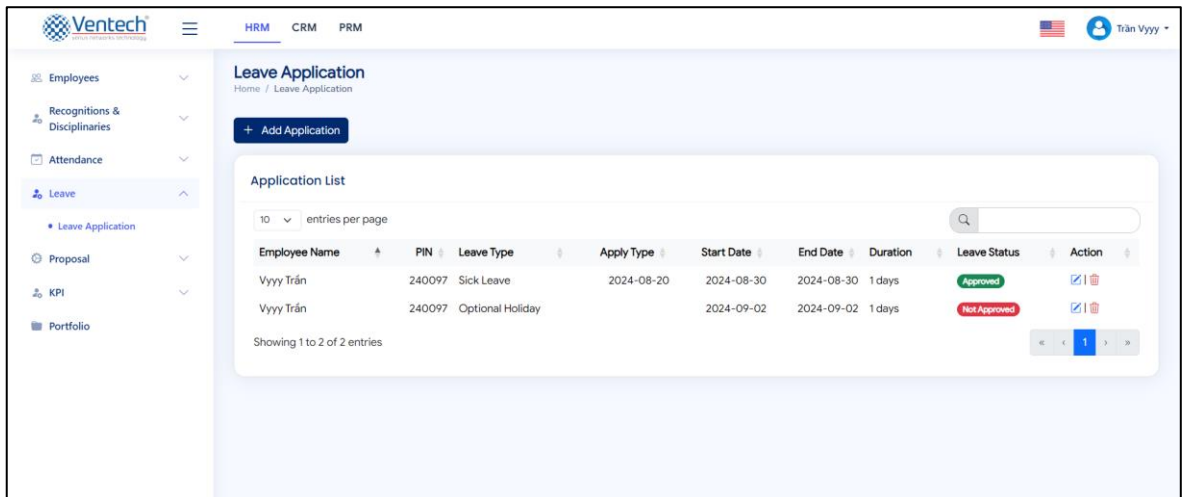 Ventech
HRM CRM PRM
Trần Vyyy
Employees
Recognitions &
Disciplinaries
Attendance
Leave
Leave Application
Proposal
KPI
Portfolio
Leave Application
Home / Leave Application
+ Add Application
Application List
10 entries per page
Employee Name PIN Leave Type Apply Type Start Date End Date Duration Leave Status Action
Vyyy Trần 240097 Sick Leave 2024-08-20 2024-08-30 2024-08-30 1 days Approved
Vyyy Trần 240097 Optional Holiday 2024-09-02 2024-09-02 1 days Not Approved
Showing 1 to 2 of 2 entries
« ‹ 1 › »